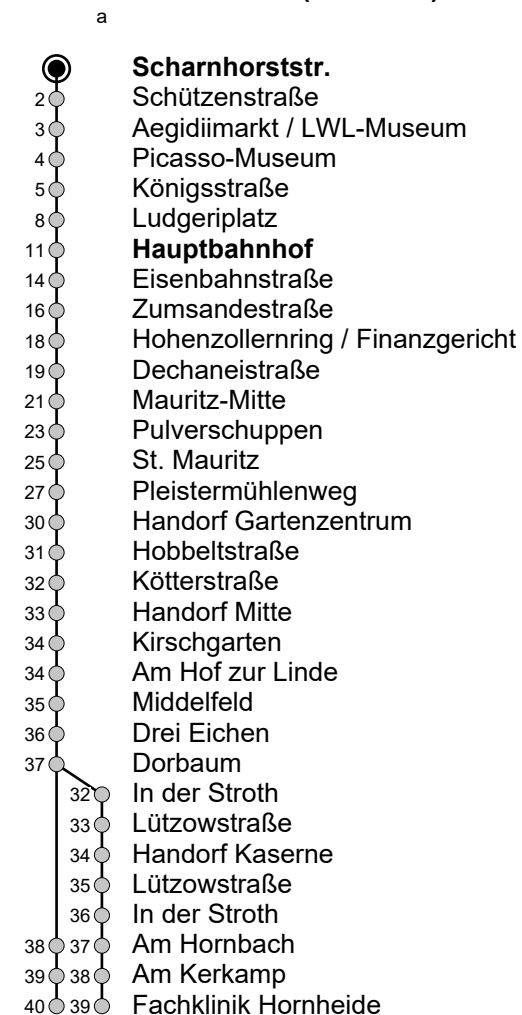 a
Scharnhorststr.
2 Schützenstraße
3 Aegidiimarkt / LWL-Museum
4 Picasso-Museum
5 Königsstraße
8 Ludgeriplatz
11 Hauptbahnhof
14 Eisenbahnstraße
16 Zumsandestraße
18 Hohenzollernring / Finanzgericht
19 Dechaneistraße
21 Mauritz-Mitte
23 Pulverschuppen
25 St. Mauritz
27 Pleistermühlenweg
30 Handorf Gartenzentrum
31 Hobbeltstraße
32 Kötterstraße
33 Handorf Mitte
34 Kirschgarten
34 Am Hof zur Linde
35 Middelfeld
36 Drei Eichen
37 Dorbaum
32 In der Stroth
33 Lützowstraße
34 Handorf Kaserne
35 Lützowstraße
36 In der Stroth
38 37 Am Hornbach
39 38 Am Kerkamp
40 39 Fachklinik Hornheide